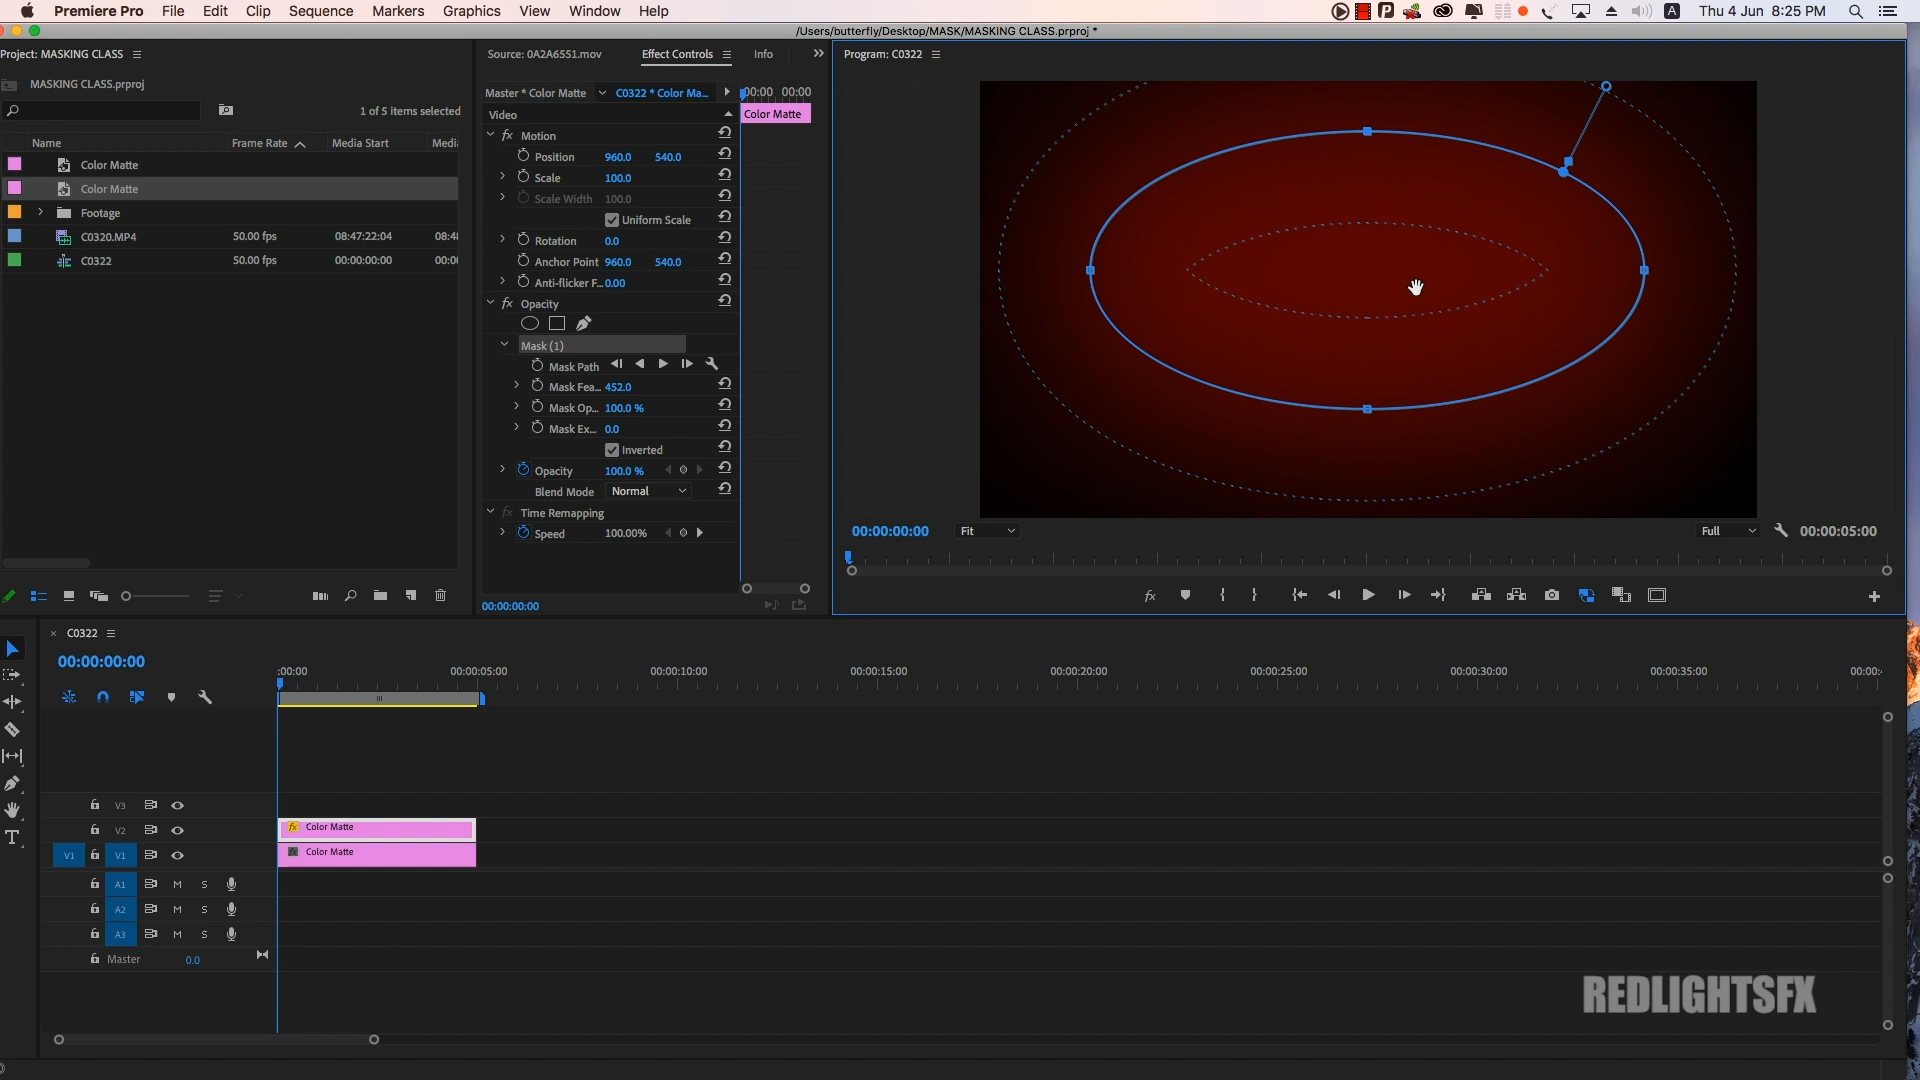 Premiere Pro File Edit Clip Sequence Markers Graphics View Window Help Thu 4 Jun 8:25 PM
/Users/butterfly/Desktop/MASK/MASKING CLASS.prproj *
Project: MASKING CLASS
MASKING CLASS.prproj
1 of 5 items selected
Name Frame Rate Media Start Media
Color Matte
Color Matte
Footage
C0320.MP4 50.00 fps 08:47:22:04 08:48
C0322 50.00 fps 00:00:00:00 00:00
Source: 0A2A6551.mov Effect Controls Info
Master * Color Matte C0322 * Color Ma... 00:00 00:00
Video Color Matte
fx Motion
Position 960.0 540.0
Scale 100.0
Scale Width 100.0
Uniform Scale
Rotation 0.0
Anchor Point 960.0 540.0
Anti-flicker F... 0.00
fx Opacity
Mask (1)
Mask Path
Mask Fea... 452.0
Mask Op... 100.0 %
Mask Ex... 0.0
Inverted
Opacity 100.0 %
Blend Mode Normal
fx Time Remapping
Speed 100.00%
00:00:00:00
Program: C0322
00:00:00:00 Fit Full 00:00:05:00
fx
C0322
00:00:00:00
:00:00 00:00:05:00 00:00:10:00 00:00:15:00 00:00:20:00 00:00:25:00 00:00:30:00 00:00:35:00 00:00:
V3
V2 fx Color Matte
V1 V1 fx Color Matte
A1 M S
A2 M S
A3 M S
Master 0.0
REDLIGHTSFX